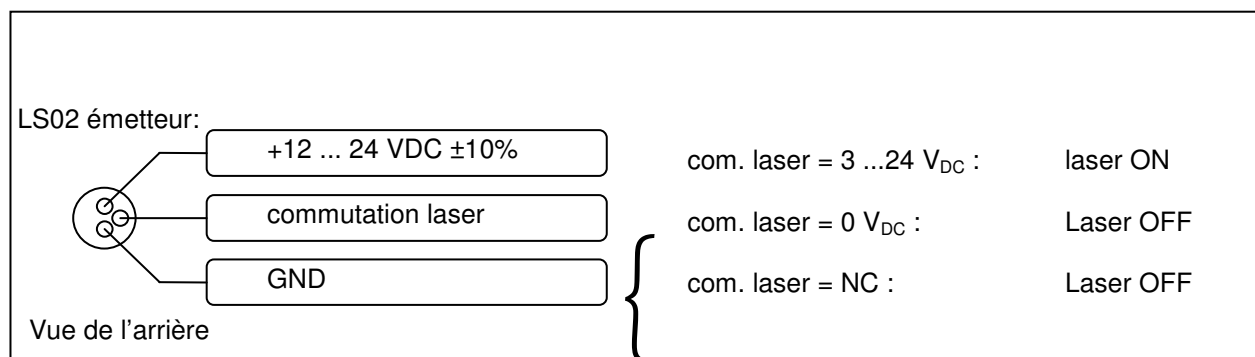 LS02 émetteur:
+12 ... 24 VDC ±10%
com. laser = 3 ...24 VDC : laser ON
commutation laser
com. laser = 0 VDC : Laser OFF
GND
com. laser = NC : Laser OFF
Vue de l’arrière